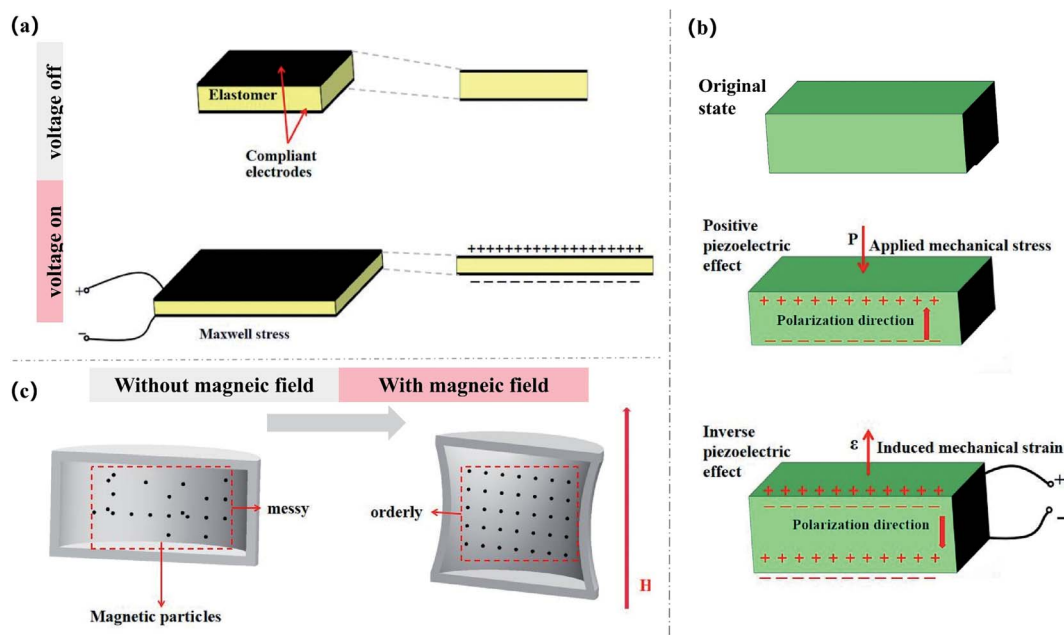 (a)
voltage off
Elastomer
Compliant
electrodes
voltage on
+++++++++++++++++++
— — — — — — — — — — —
+
−
Maxwell stress
(b)
Original
state
Positive
piezoelectric
effect
P
Applied mechanical stress
+ + + + + + + + + + +
Polarization direction
— — — — — — — — — — —
Inverse
piezoelectric
effect
ε
Induced mechanical strain
+ + + + + + + + + + +
— — — — — — — — — — —
+
−
Polarization direction
+ + + + + + + + + + +
— — — — — — — — — — —
(c)
Without magneic field
With magneic field
messy
orderly
H
Magnetic particles